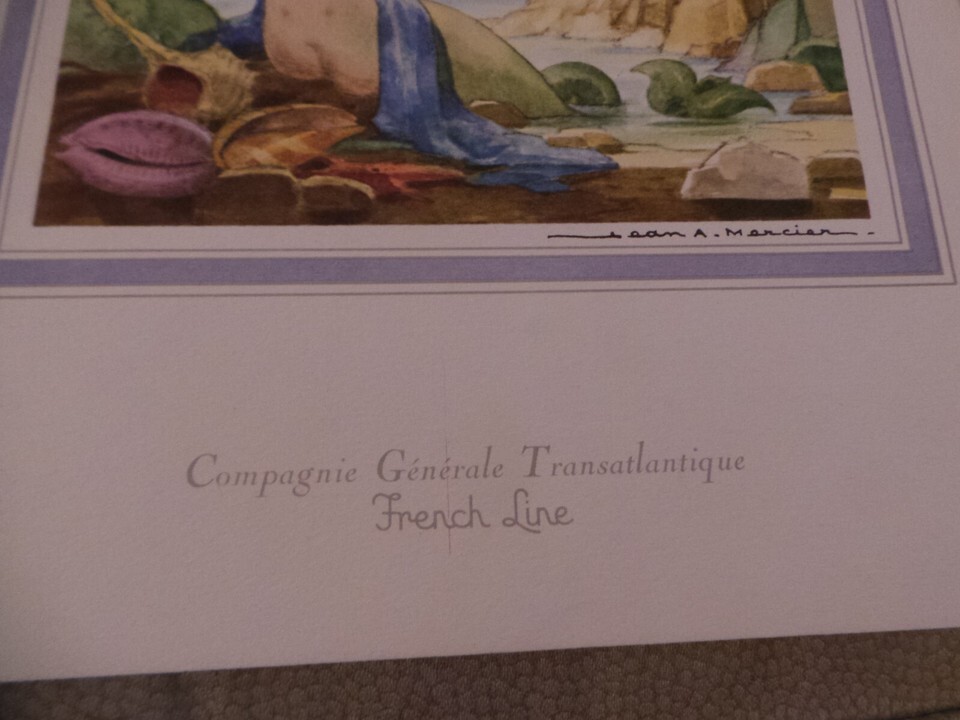 Jean A. Mercier.
Compagnie Générale Transatlantique
French Line